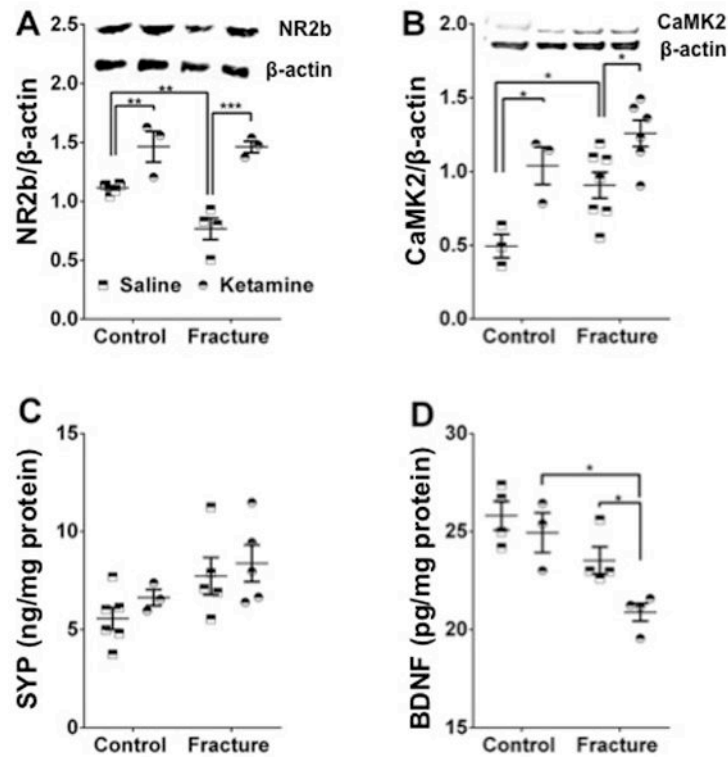 A
NR2b/β-actin
2.5
2.0
1.5
1.0
0.5
0.0
NR2b
β-actin
**
**
***
Saline
Ketamine
Control
Fracture
B
CaMK2/β-actin
2.0
1.5
1.0
0.5
0.0
CaMK2
β-actin
*
*
*
Control
Fracture
C
SYP (ng/mg protein)
15
10
5
0
Control
Fracture
D
BDNF (pg/mg protein)
30
25
20
15
*
*
Control
Fracture